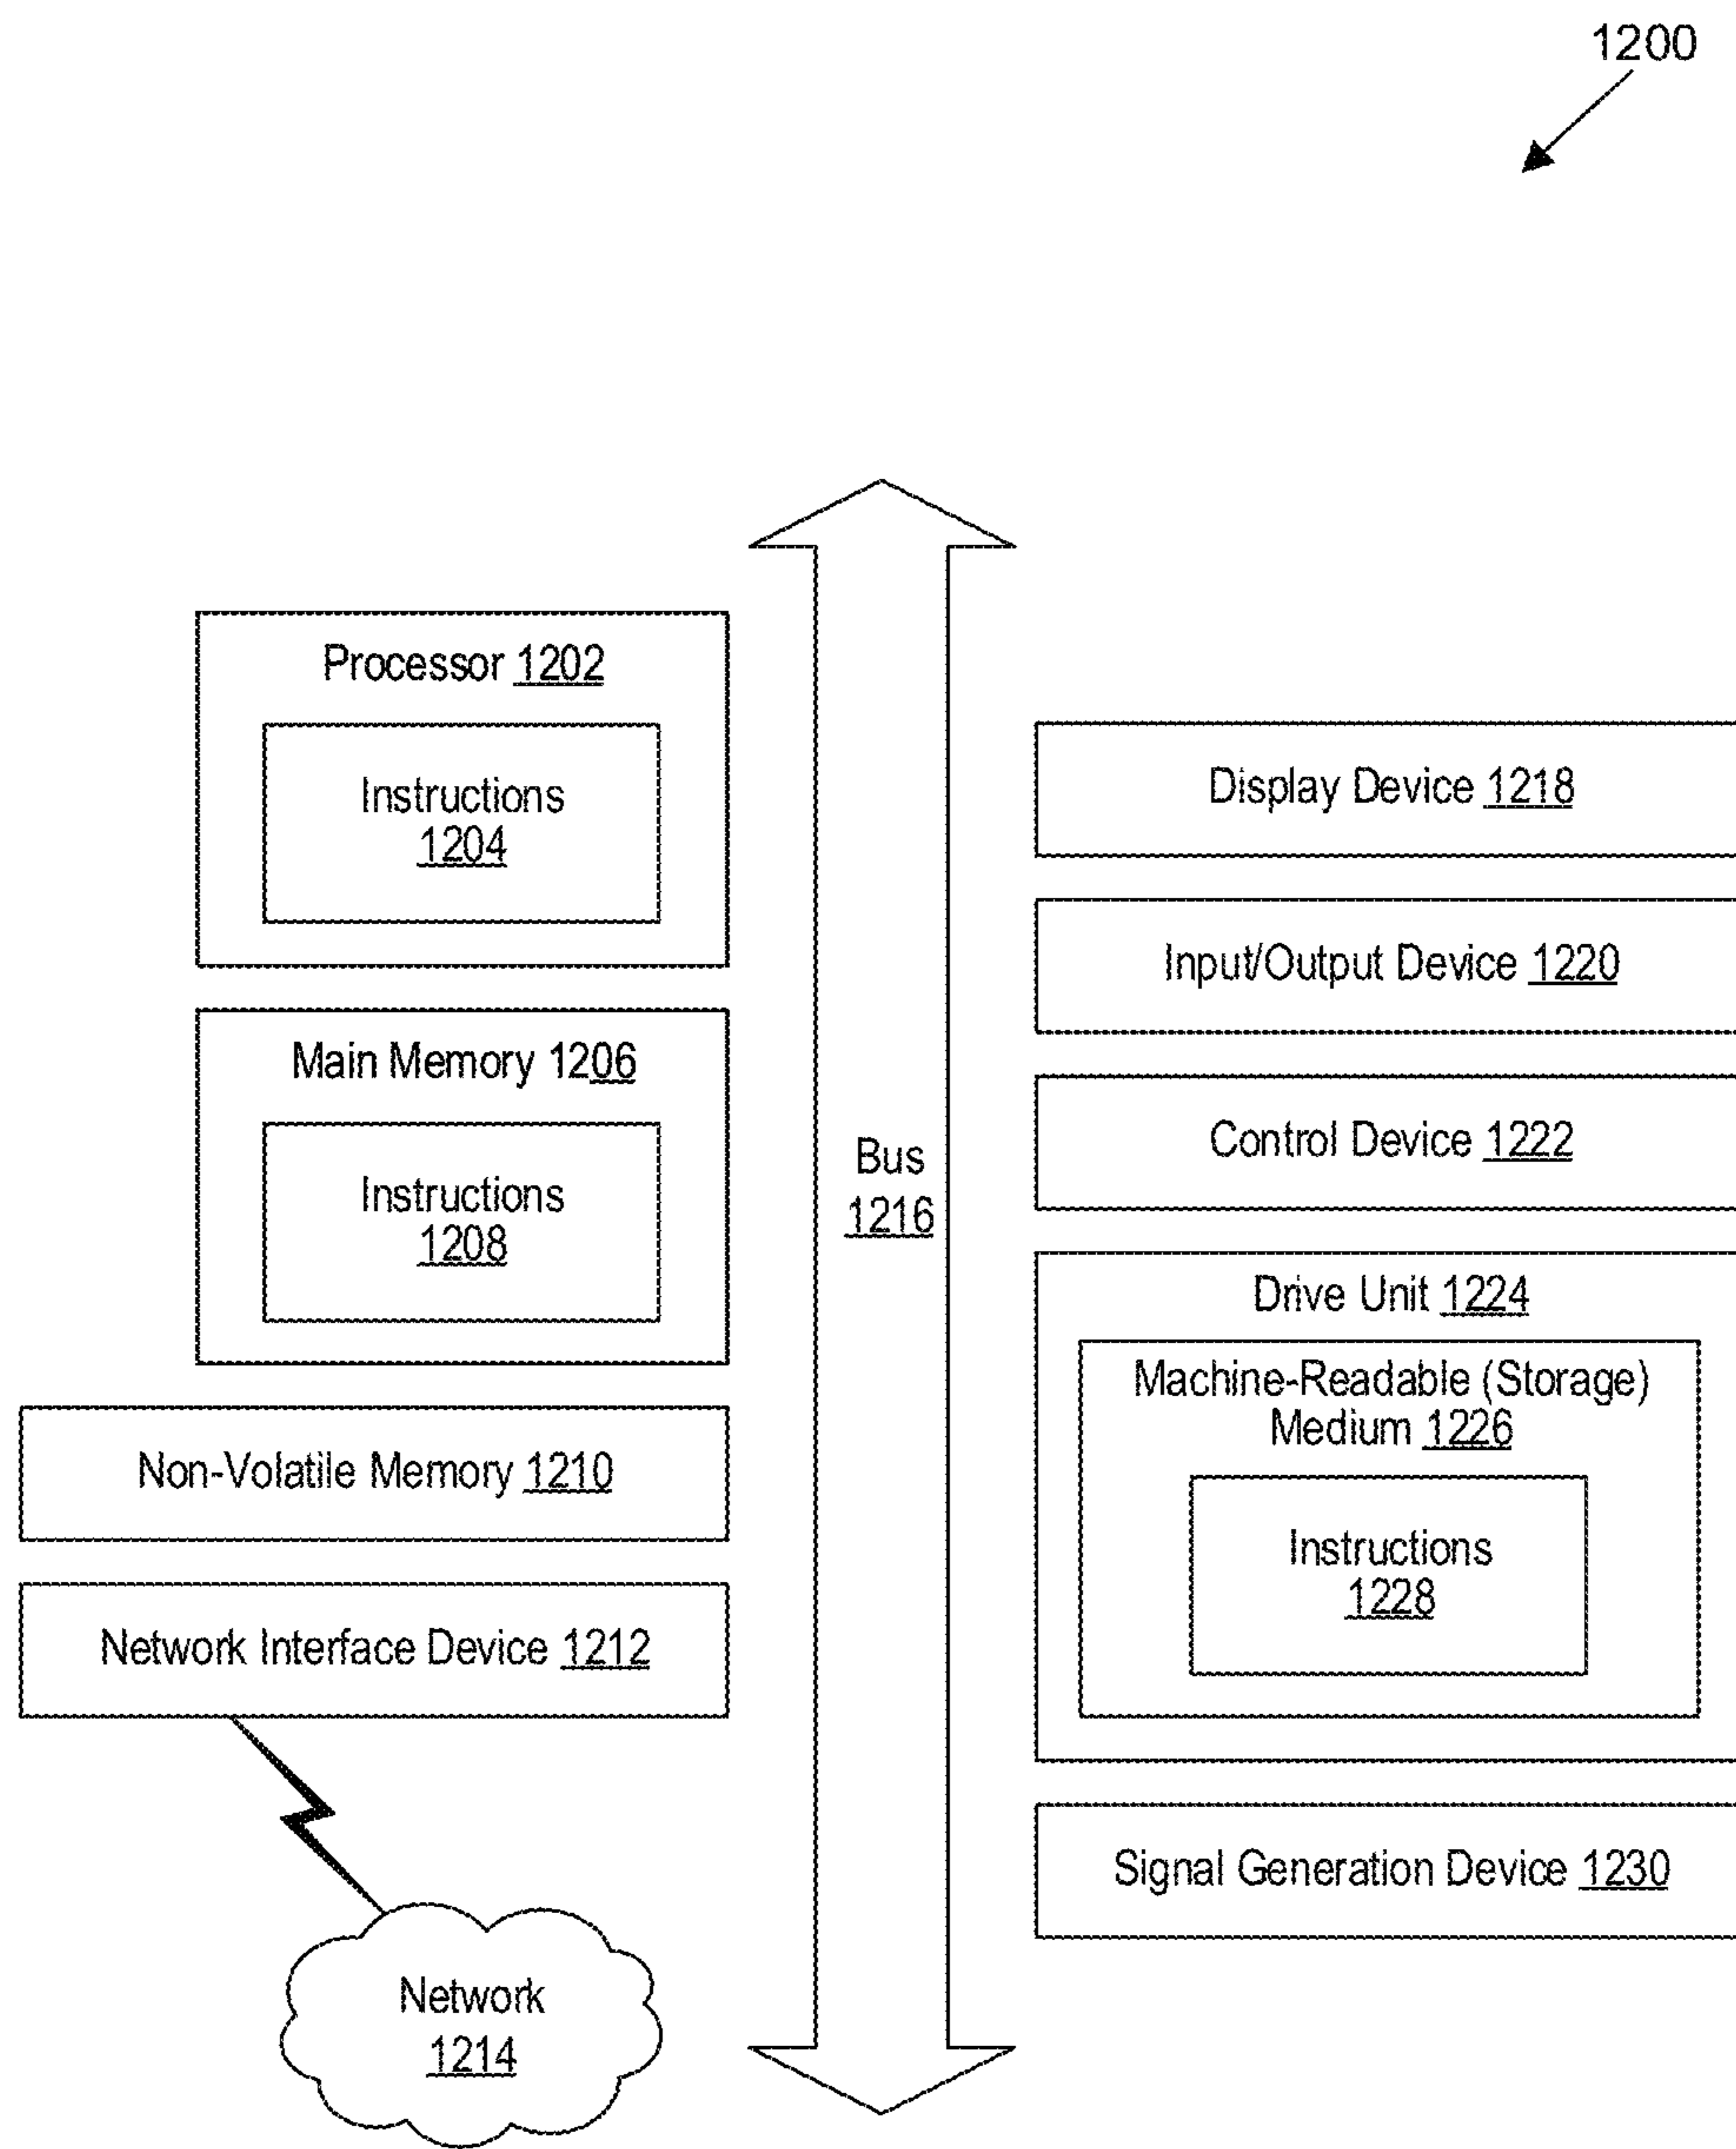 1200
Processor 1202
Instructions
1204
Main Memory 1206
Instructions
1208
Non-Volatile Memory 1210
Network Interface Device 1212
Network
1214
Bus
1216
Display Device 1218
Input/Output Device 1220
Control Device 1222
Drive Unit 1224
Machine-Readable (Storage)
Medium 1226
Instructions
1228
Signal Generation Device 1230